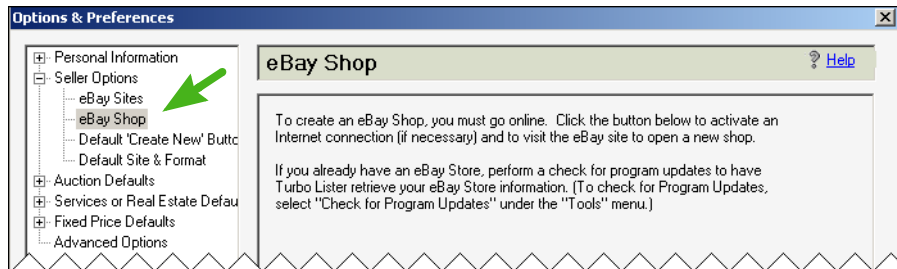 Options & Preferences
Personal Information
Seller Options
eBay Sites
eBay Shop
Default 'Create New' Butto
Default Site & Format
Auction Defaults
Services or Real Estate Defau
Fixed Price Defaults
Advanced Options
eBay Shop
? Help
To create an eBay Shop, you must go online. Click the button below to activate an
Internet connection (if necessary) and to visit the eBay site to open a new shop.
If you already have an eBay Store, perform a check for program updates to have
Turbo Lister retrieve your eBay Store information. (To check for Program Updates,
select "Check for Program Updates" under the "Tools" menu.)